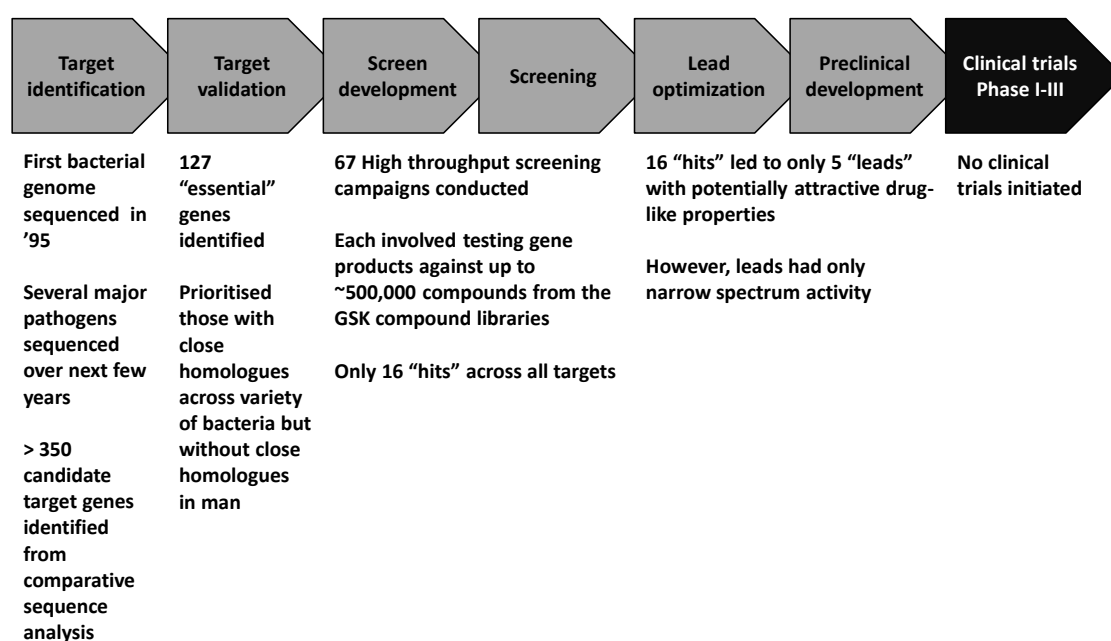 Target
identification
Target
validation
Screen
development
Screening
Lead
optimization
Preclinical
development
Clinical trials
Phase I-III
First bacterial
genome
sequenced in
’95
Several major
pathogens
sequenced
over next few
years
> 350
candidate
target genes
identified
from
comparative
sequence
analysis
127
“essential”
genes
identified
Prioritised
those with
close
homologues
across variety
of bacteria but
without close
homologues
in man
67 High throughput screening
campaigns conducted
Each involved testing gene
products against up to
~500,000 compounds from the
GSK compound libraries
Only 16 “hits” across all targets
16 “hits” led to only 5 “leads”
with potentially attractive drug-
like properties
However, leads had only
narrow spectrum activity
No clinical
trials initiated